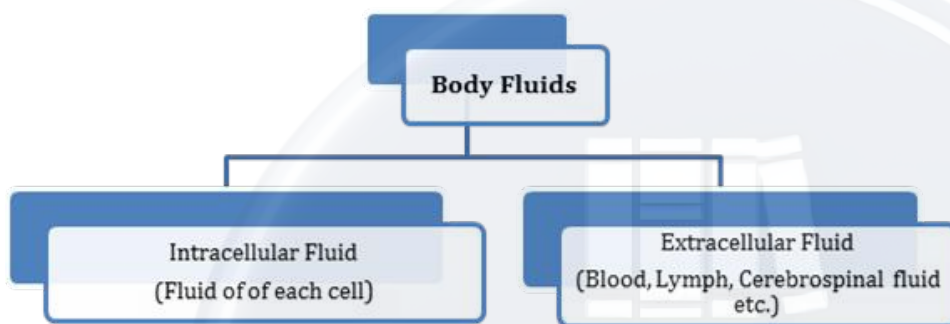 Body Fluids
Intracellular Fluid
(Fluid of of each cell)
Extracellular Fluid
(Blood, Lymph, Cerebrospinal fluid
etc.)